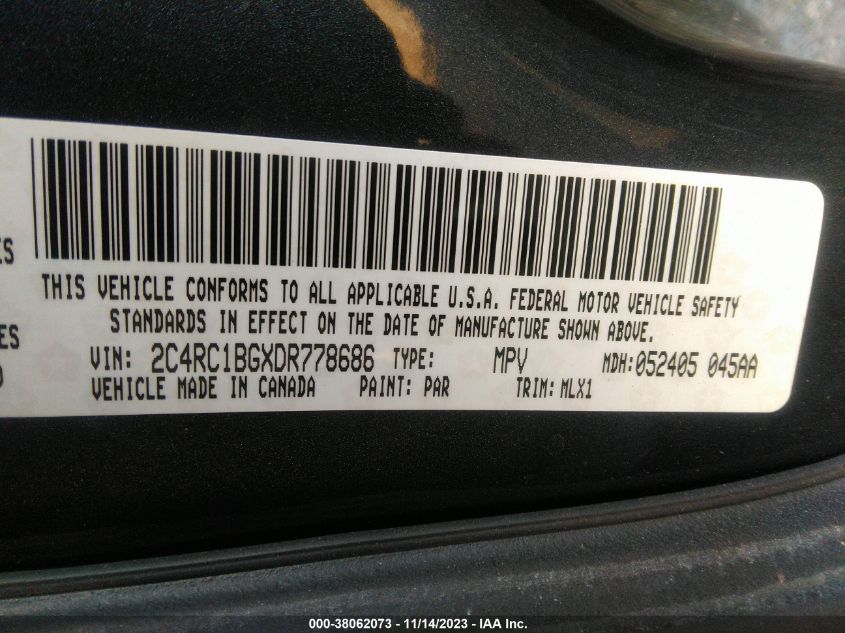 THIS VEHICLE CONFORMS TO ALL APPLICABLE U.S.A. FEDERAL MOTOR VEHICLE SAFETY
STANDARDS IN EFFECT ON THE DATE OF MANUFACTURE SHOWN ABOVE.
VIN: 2C4RC1BGXDR778686 TYPE: MPV MDH:052405 045AA
VEHICLE MADE IN CANADA PAINT: PAR TRIM: MLX1
000-38062073 - 11/14/2023 - IAA Inc.